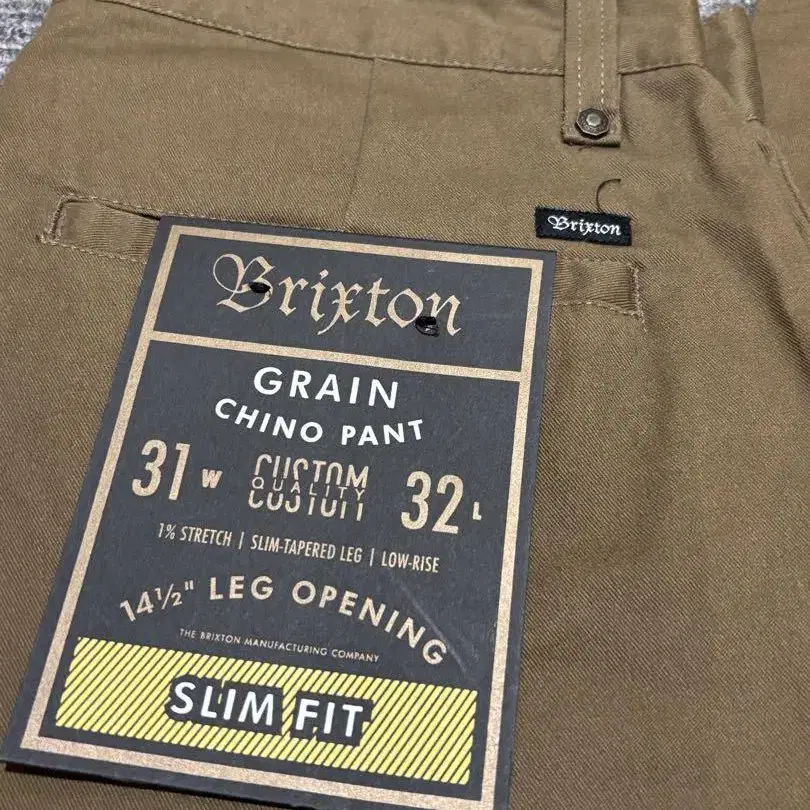 Brixton
Brixton
GRAIN
CHINO PANT
31 W CUSTOM QUALITY CUSTOM 32 L
1% STRETCH | SLIM-TAPERED LEG | LOW-RISE
14½" LEG OPENING
THE BRIXTON MANUFACTURING COMPANY
SLIM FIT